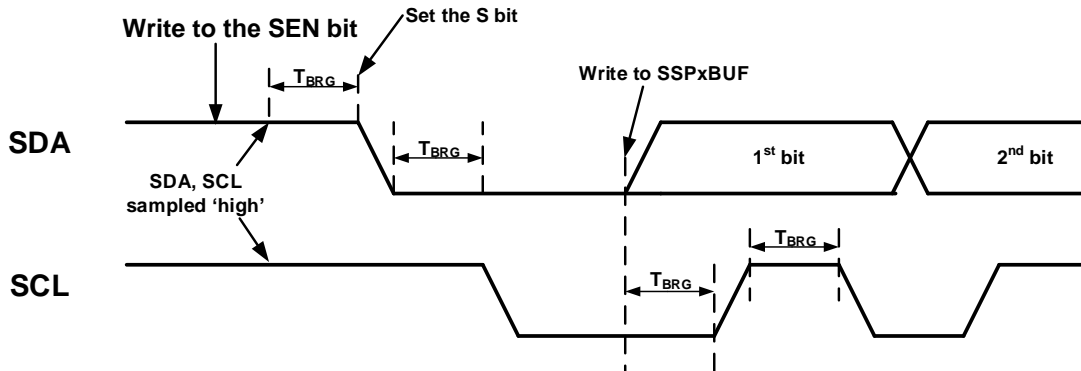 Write to the SEN bit
Set the S bit
TBRG
Write to SSPxBUF
SDA
TBRG
1st bit
2nd bit
SDA, SCL
sampled ‘high’
TBRG
SCL
TBRG